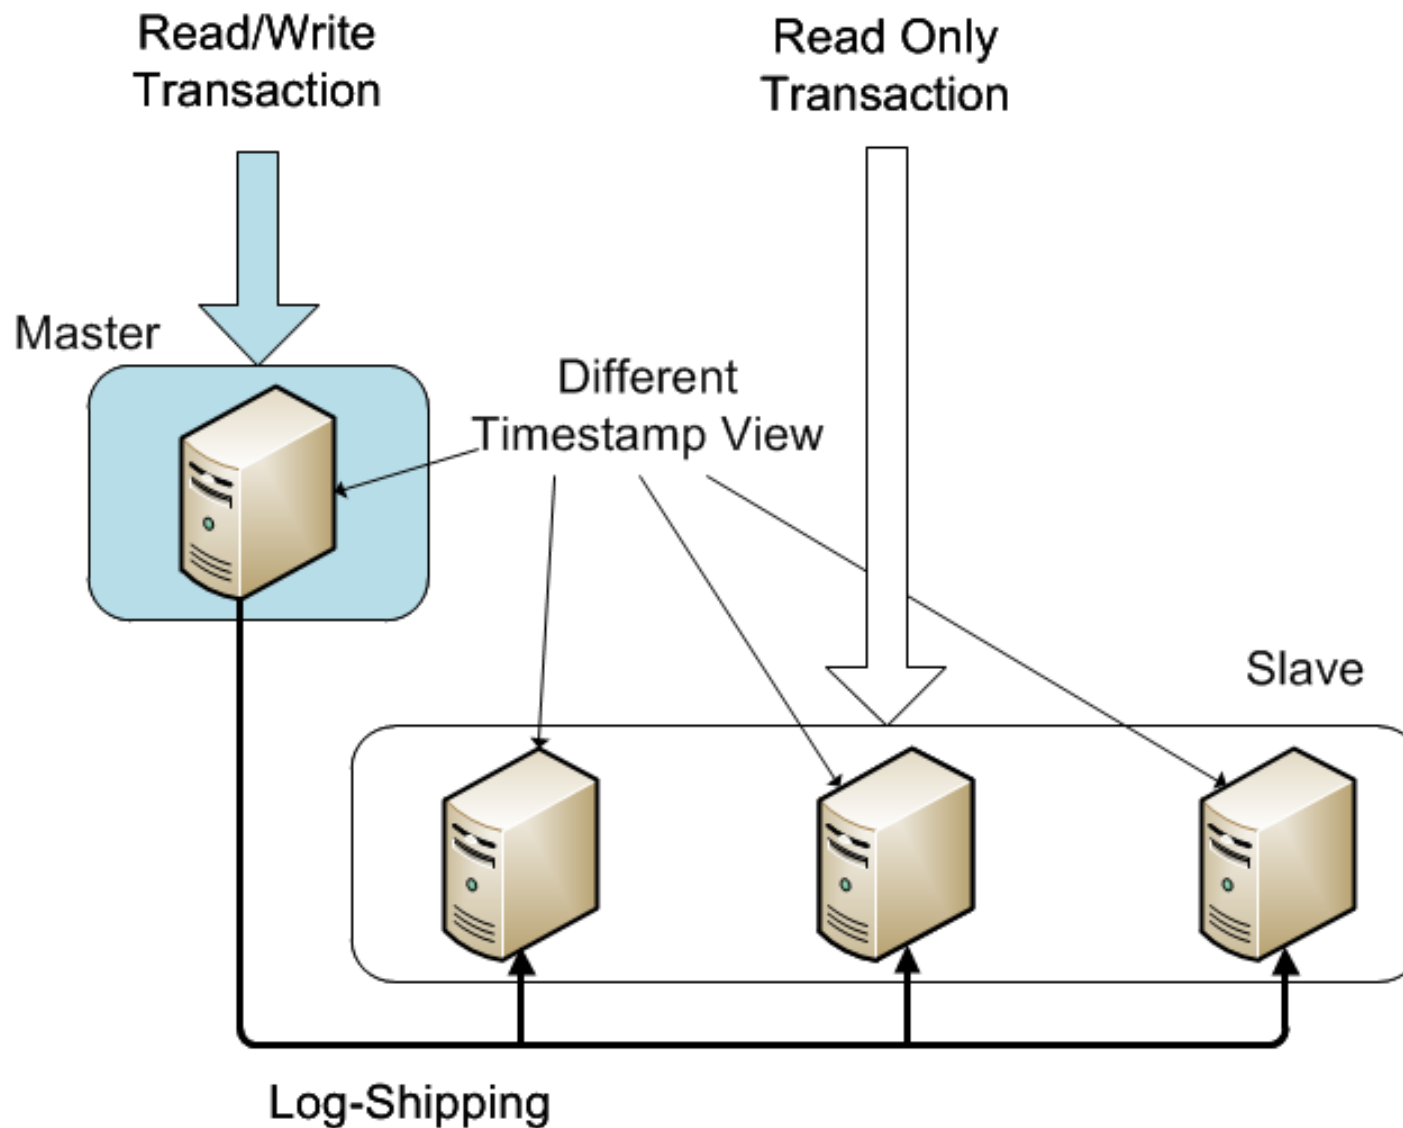 Read/Write
Transaction
Read Only
Transaction
Master
Different
Timestamp View
Slave
Log-Shipping